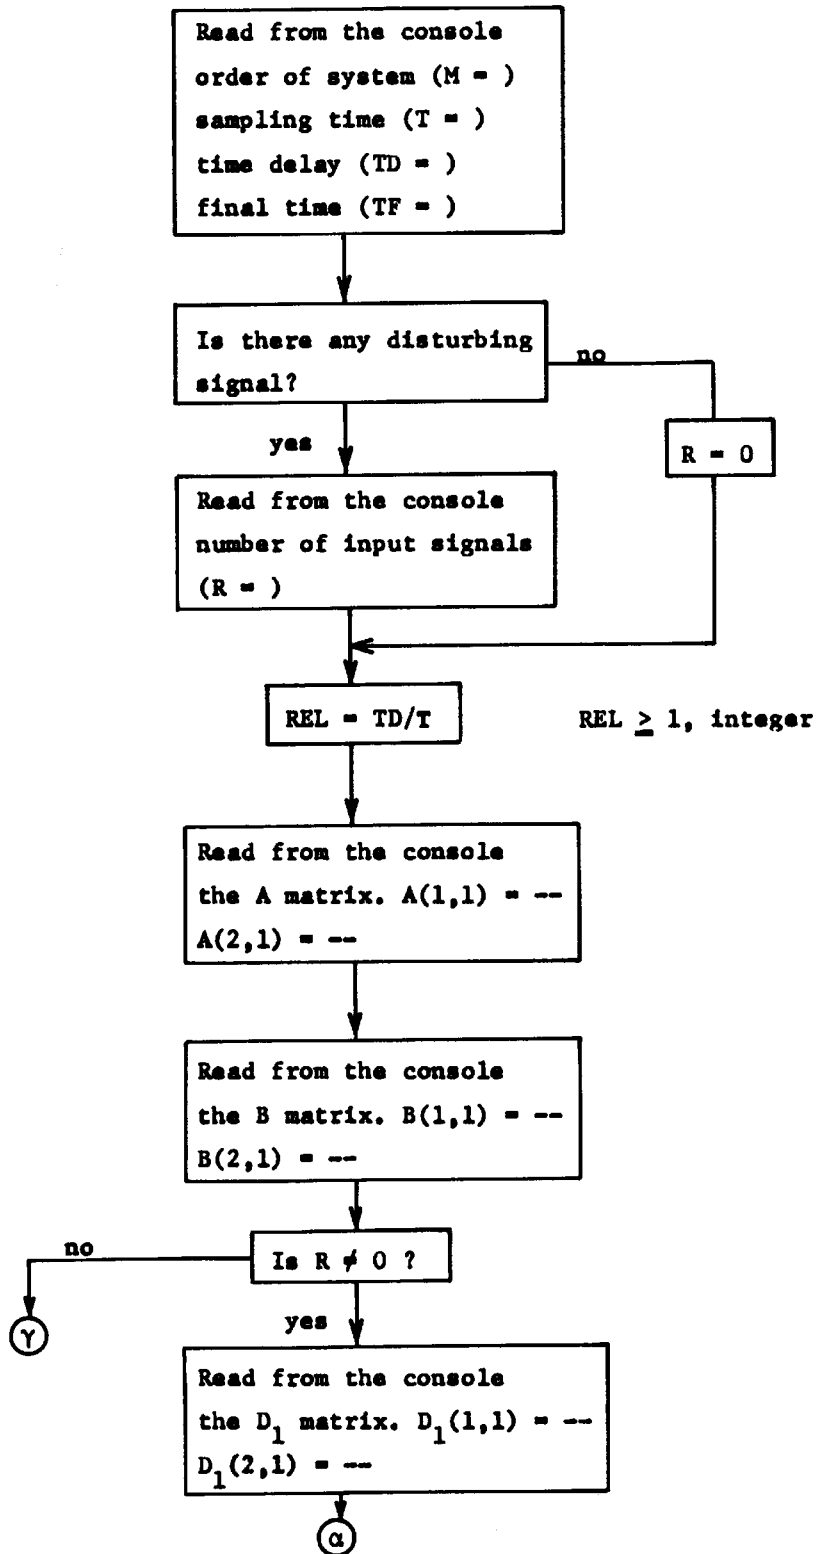 Read from the console
order of system (M = )
sampling time (T = )
time delay (TD = )
final time (TF = )
Is there any disturbing
signal?
no
yes
R = 0
Read from the console
number of input signals
(R = )
REL = TD/T
REL ≥ 1, integer
Read from the console
the A matrix. A(1,1) = --
A(2,1) = --
Read from the console
the B matrix. B(1,1) = --
B(2,1) = --
no
Is R ≠ 0 ?
γ
yes
Read from the console
the D₁ matrix. D₁(1,1) = --
D₁(2,1) = --
α